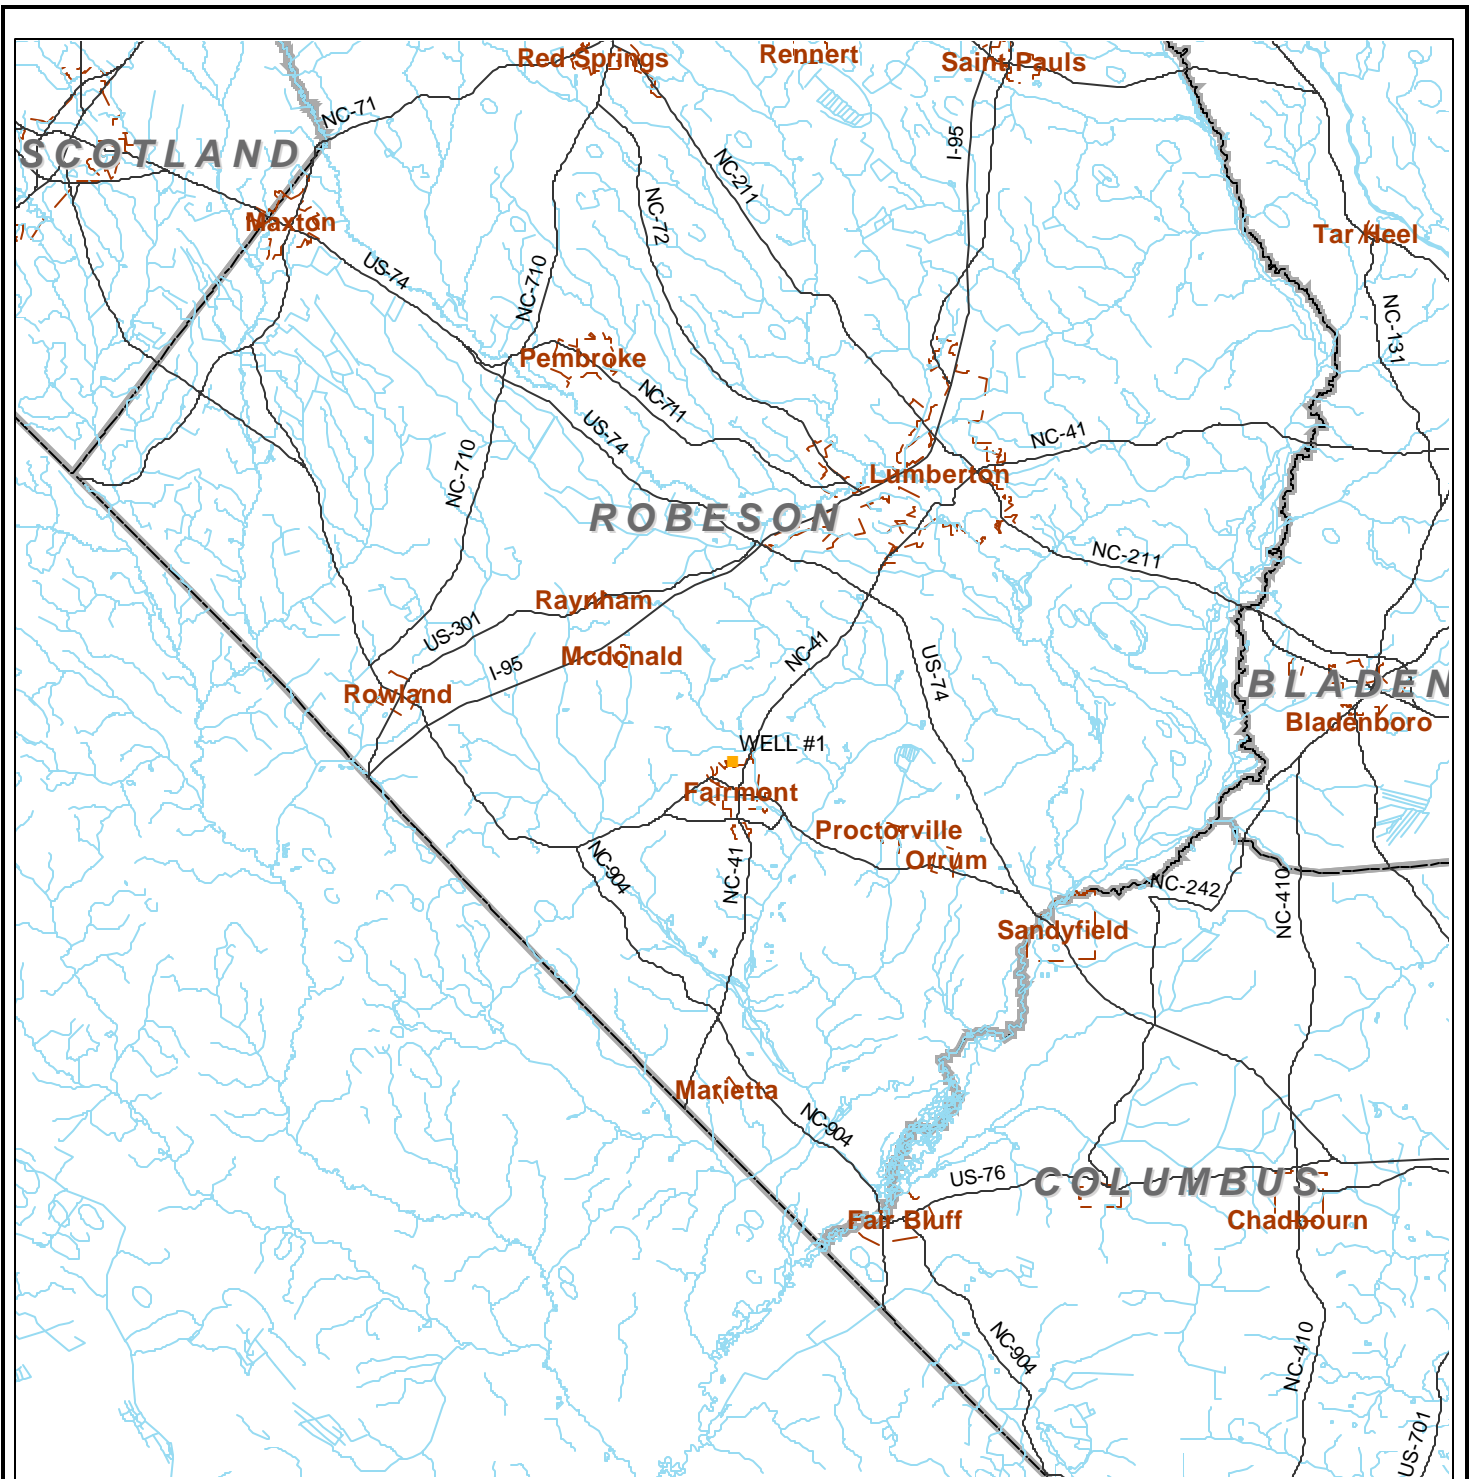 Red Springs
Rennert
Saint Pauls
NC-71
I-95
SCOTLAND
NC-211
NC-72
Maxton
Tar Heel
US-74
NC-710
NC-131
Pembroke
NC-711
US-74
NC-41
NC-710
Lumberton
ROBESON
NC-211
Raynham
US-301
NC-41
Mcdonald
I-95
US-74
Rowland
BLADEN
Bladenboro
WELL #1
Fairmont
Proctorville
Orrum
NC-904
NC-41
NC-242
NC-410
Sandyfield
Marietta
NC-904
US-76
COLUMBUS
Fair Bluff
Chadbourn
NC-904
NC-410
US-701